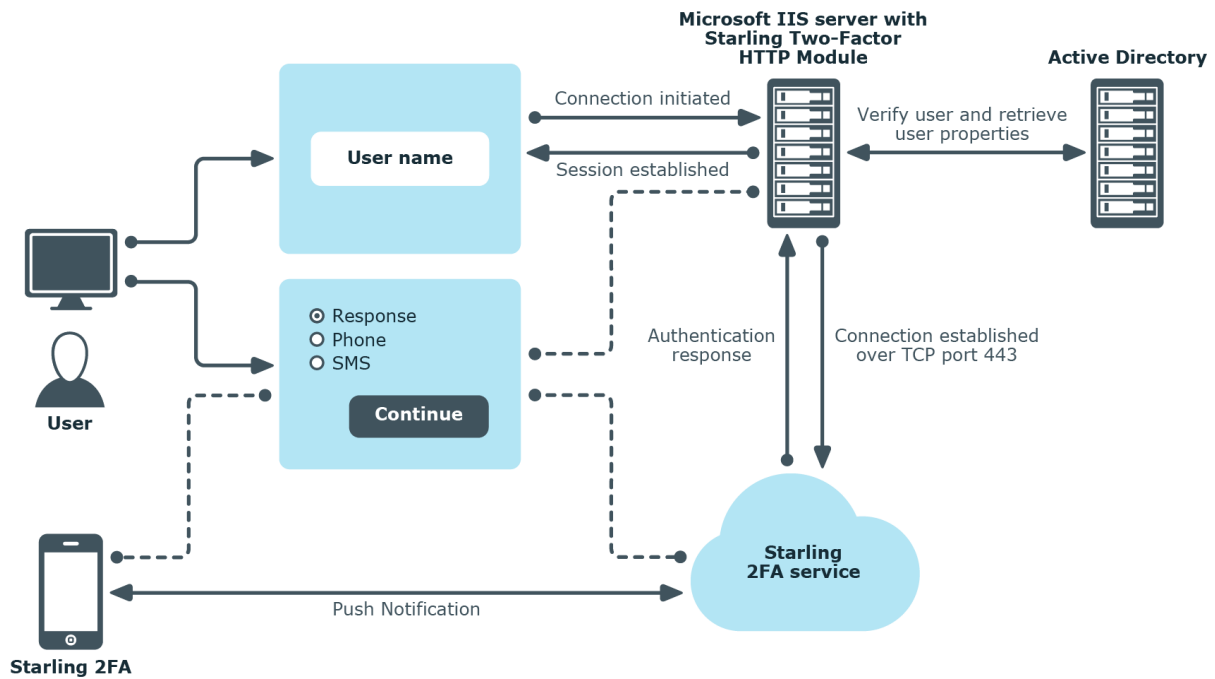 Microsoft IIS server with
Starling Two-Factor
HTTP Module
Active Directory
Connection initiated
User name
Session established
Verify user and retrieve
user properties
Response
Phone
SMS
Continue
User
Authentication
response
Connection established
over TCP port 443
Starling
2FA service
Push Notification
Starling 2FA